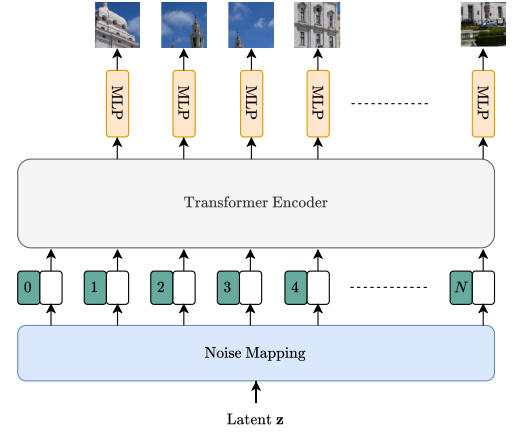 MLP MLP MLP MLP MLP
Transformer Encoder
0 1 2 3 4 N
Noise Mapping
Latent z